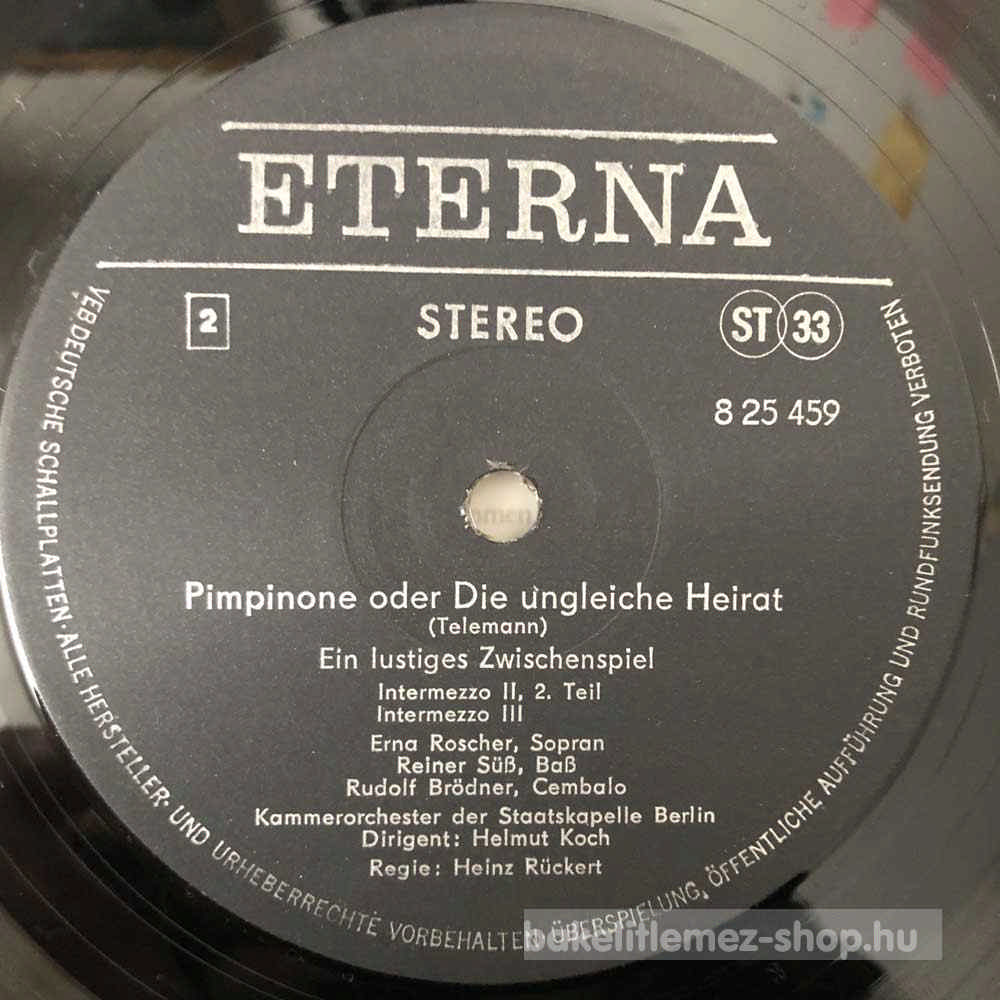 ETERNA
2
STEREO
ST 33
8 25 459
Pimpinone oder Die ungleiche Heirat
(Telemann)
Ein lustiges Zwischenspiel
Intermezzo II, 2. Teil
Intermezzo III
Erna Roscher, Sopran
Reiner Süß, Baß
Rudolf Brödner, Cembalo
Kammerorchester der Staatskapelle Berlin
Dirigent: Helmut Koch
Regie: Heinz Rückert
VEB DEUTSCHE SCHALLPLATTEN · ALLE HERSTELLER- UND URHEBERRECHTE VORBEHALTEN · ÜBERSPIELUNG, ÖFFENTLICHE AUFFÜHRUNG UND RUNDFUNKSENDUNG VERBOTEN
bakelitlemez-shop.hu